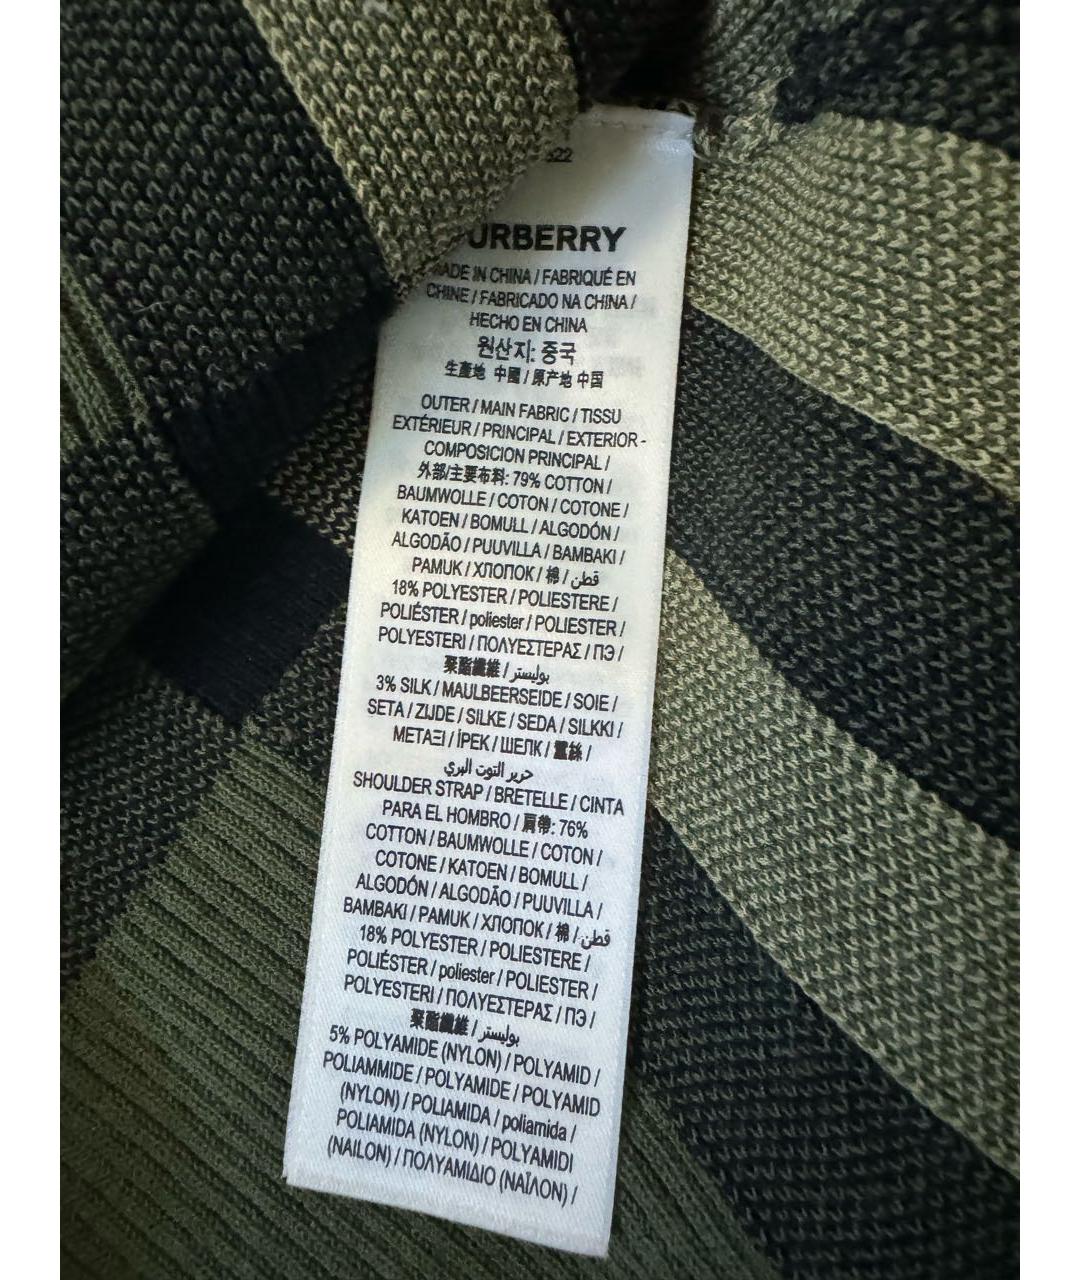 BURBERRY
MADE IN CHINA / FABRIQUÉ EN
CHINE / FABRICADO NA CHINA /
HECHO EN CHINA
원산지: 중국
生產地 中國 / 原产地 中国
OUTER / MAIN FABRIC / TISSU
EXTÉRIEUR / PRINCIPAL / EXTERIOR -
COMPOSICION PRINCIPAL /
外部/主要布料: 79% COTTON /
BAUMWOLLE / COTON / COTONE /
KATOEN / BOMULL / ALGODÓN /
ALGODÃO / PUUVILLA / BAMBAKI /
PAMUK / ХЛОПОК / 棉 / قطن
18% POLYESTER / POLIESTERE /
POLIÉSTER / poliester / POLIESTER /
POLYESTERI / ΠΟΛΥΕΣΤΕΡΑΣ / ПЭ /
聚酯纖維 / بوليستر
3% SILK / MAULBEERSEIDE / SOIE /
SETA / ZIJDE / SILKE / SEDA / SILKKI /
ΜΕΤΑΞΙ / İPEK / ШЕЛК / 蠶絲 /
حرير التوت البري
SHOULDER STRAP / BRETELLE / CINTA
PARA EL HOMBRO / 肩帶: 76%
COTTON / BAUMWOLLE / COTON /
COTONE / KATOEN / BOMULL /
ALGODÓN / ALGODÃO / PUUVILLA /
BAMBAKI / PAMUK / ХЛОПОК / 棉 / قطن
18% POLYESTER / POLIESTERE /
POLIÉSTER / poliester / POLIESTER /
POLYESTERI / ΠΟΛΥΕΣΤΕΡΑΣ / ПЭ /
聚酯纖維 / بوليستر
5% POLYAMIDE (NYLON) / POLYAMID /
POLIAMMIDE / POLYAMIDE / POLYAMID
(NYLON) / POLIAMIDA / poliamida /
POLIAMIDA (NYLON) / POLYAMIDI
(NAILON) / ΠΟΛΥΑΜΙΔΙΟ (ΝΑΪΛΟΝ) /